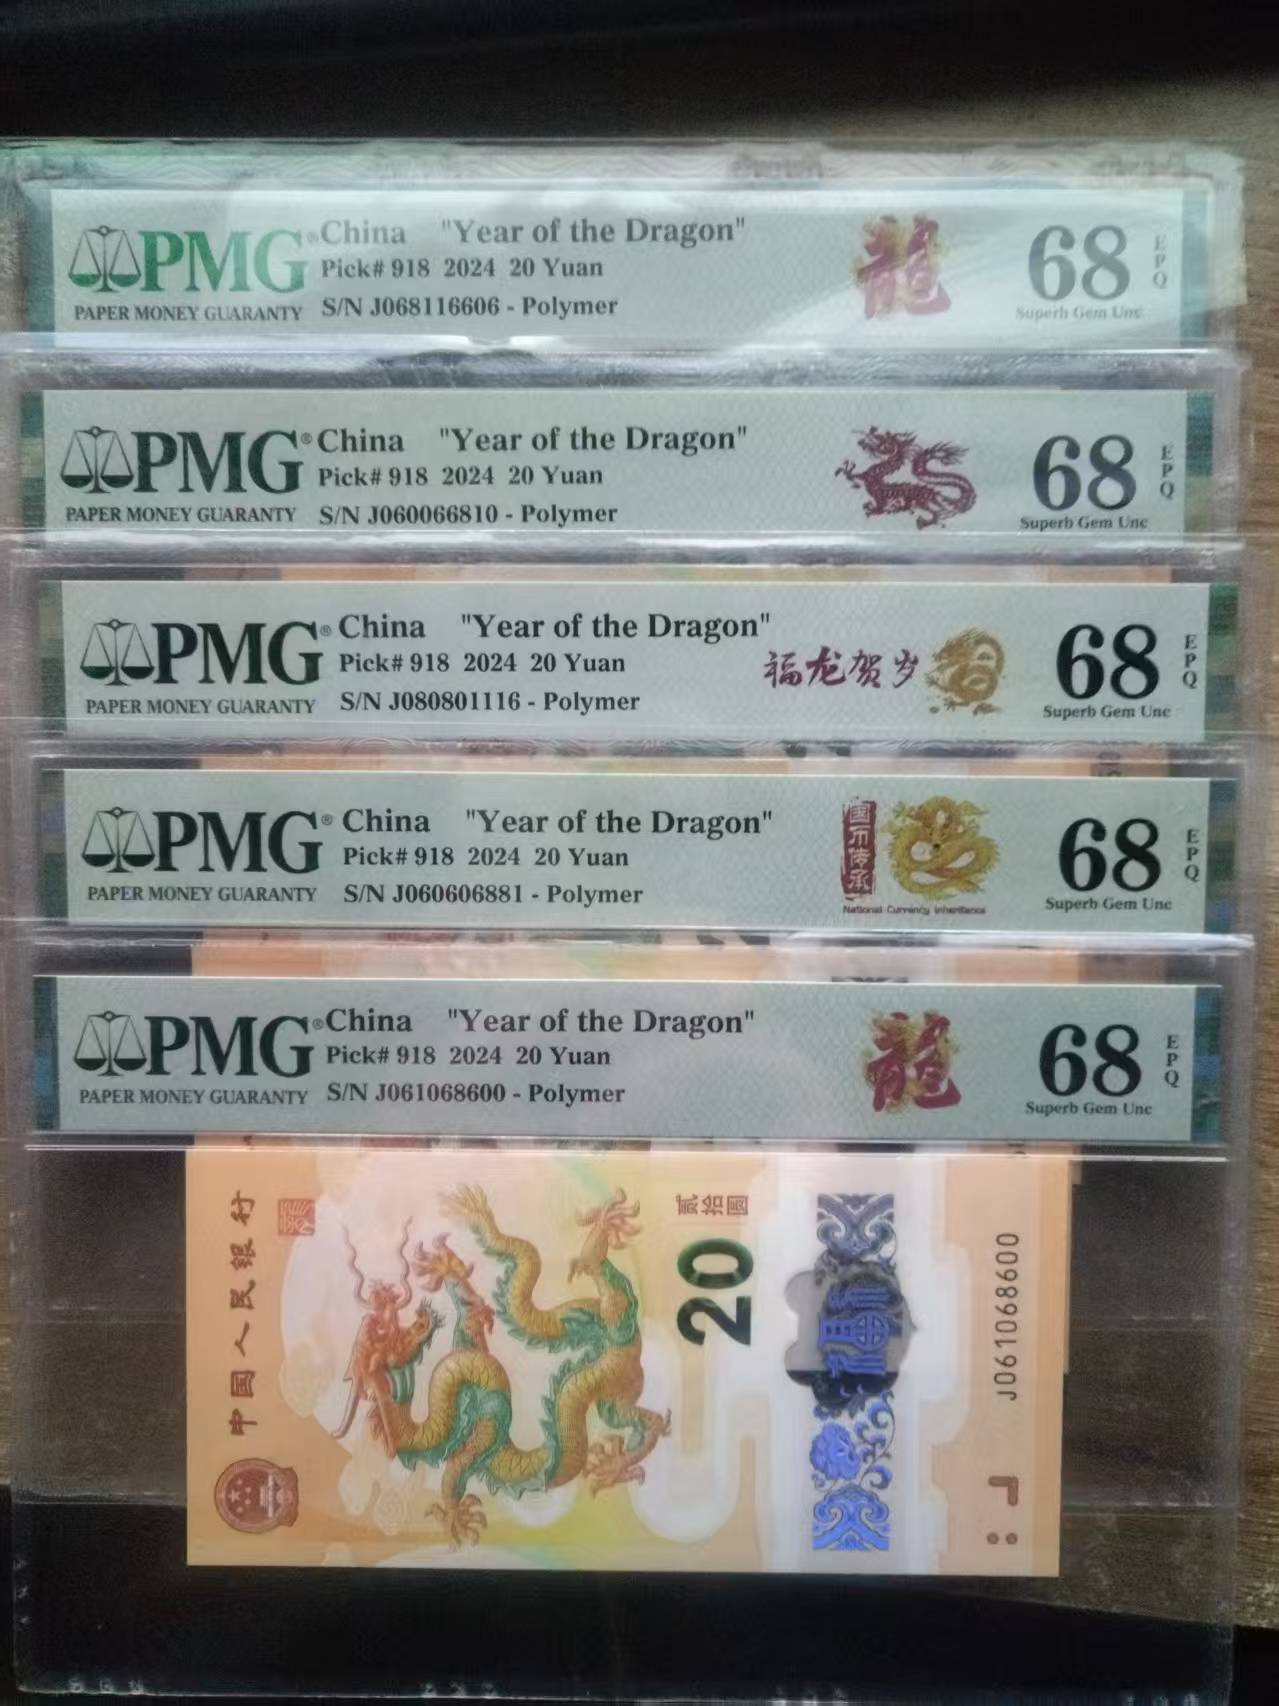 PMG® China "Year of the Dragon"
Pick# 918 2024 20 Yuan
PAPER MONEY GUARANTY S/N J068116606 - Polymer
龍
68 EPQ
Superb Gem Unc
PMG® China "Year of the Dragon"
Pick# 918 2024 20 Yuan
PAPER MONEY GUARANTY S/N J060066810 - Polymer
68 EPQ
Superb Gem Unc
PMG® China "Year of the Dragon"
Pick# 918 2024 20 Yuan
PAPER MONEY GUARANTY S/N J080801116 - Polymer
福龙贺岁
68 EPQ
Superb Gem Unc
PMG® China "Year of the Dragon"
Pick# 918 2024 20 Yuan
PAPER MONEY GUARANTY S/N J060606881 - Polymer
国币传承
National Currency Inheritance
68 EPQ
Superb Gem Unc
PMG® China "Year of the Dragon"
Pick# 918 2024 20 Yuan
PAPER MONEY GUARANTY S/N J061068600 - Polymer
龍
68 EPQ
Superb Gem Unc
中国人民银行
贰拾圆
20
福
J061068600